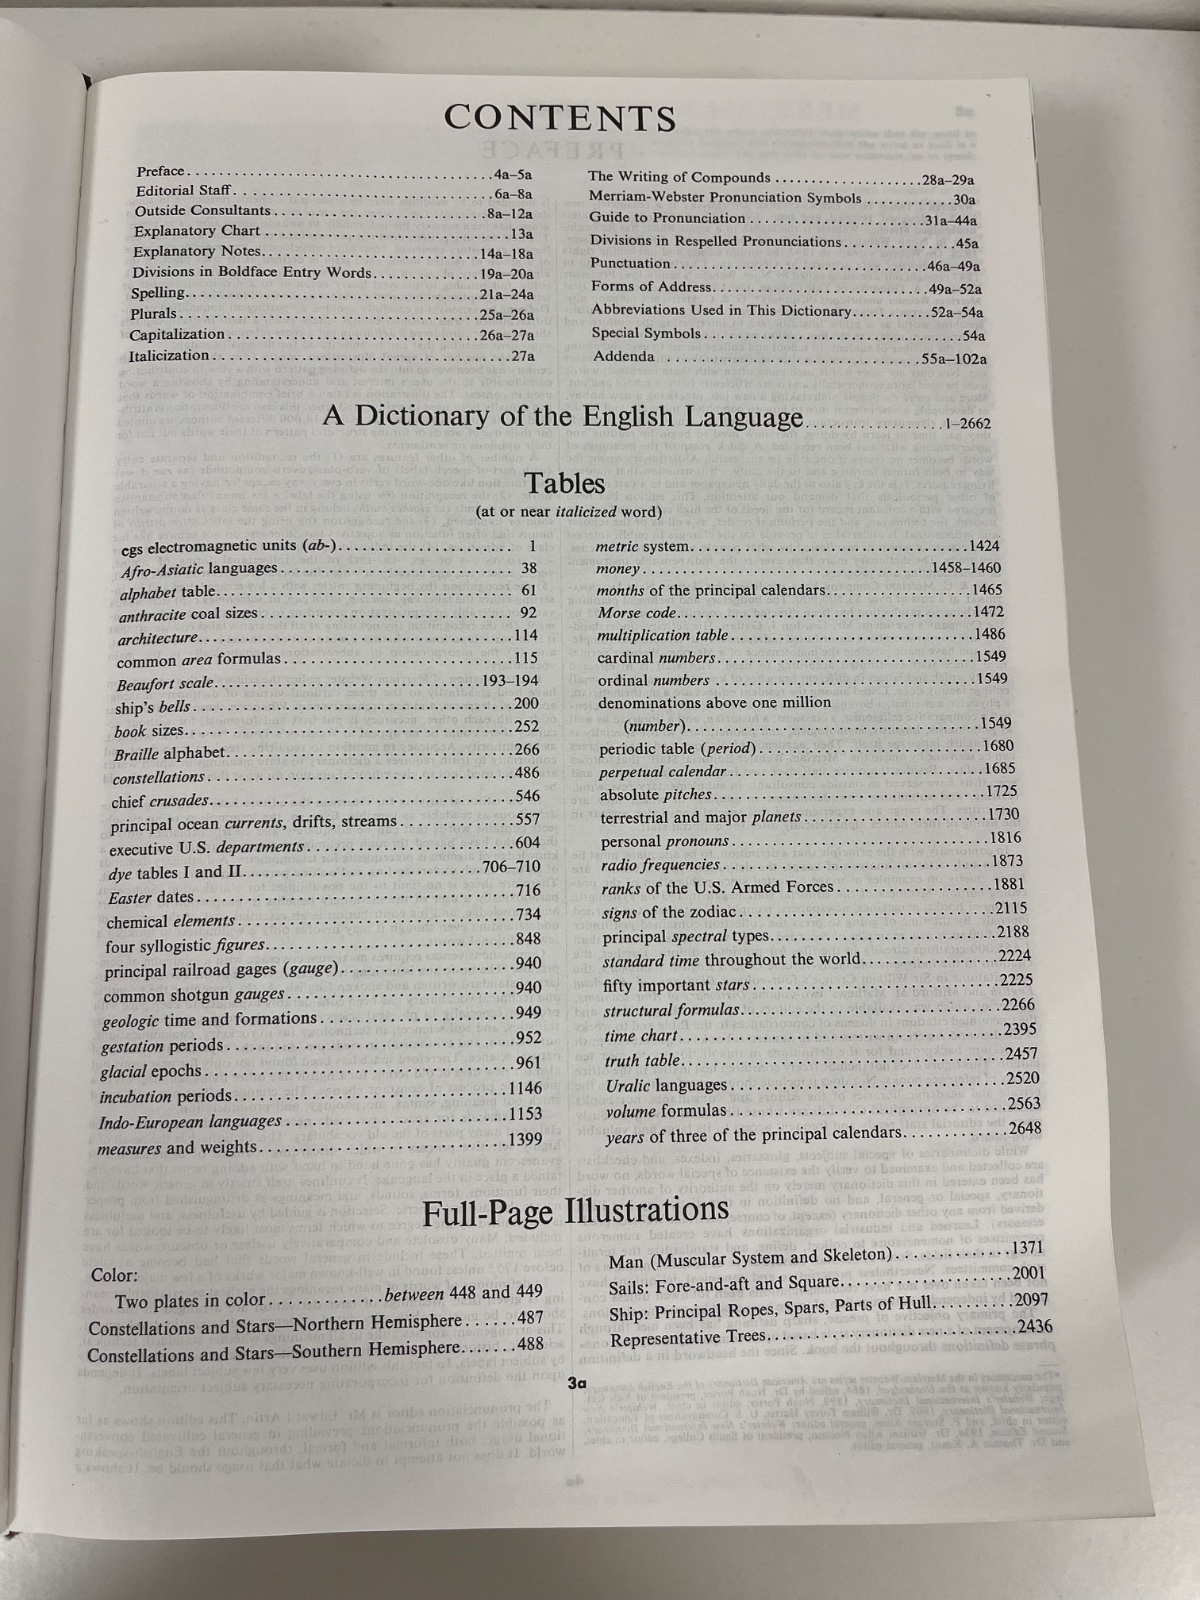 CONTENTS
Preface..............................................4a–5a
Editorial Staff......................................6a–8a
Outside Consultants..............................8a–12a
Explanatory Chart..................................13a
Explanatory Notes..............................14a–18a
Divisions in Boldface Entry Words..............19a–20a
Spelling..........................................21a–24a
Plurals...........................................25a–26a
Capitalization....................................26a–27a
Italicization.........................................27a
The Writing of Compounds....................28a–29a
Merriam-Webster Pronunciation Symbols...........30a
Guide to Pronunciation......................31a–44a
Divisions in Respelled Pronunciations..............45a
Punctuation..................................46a–49a
Forms of Address............................49a–52a
Abbreviations Used in This Dictionary..........52a–54a
Special Symbols....................................54a
Addenda....................................55a–102a
A Dictionary of the English Language....................1–2662
Tables
(at or near italicized word)
cgs electromagnetic units (ab-)........................1
Afro-Asiatic languages................................38
alphabet table........................................61
anthracite coal sizes..................................92
architecture.........................................114
common area formulas..............................115
Beaufort scale..................................193–194
ship's bells..........................................200
book sizes...........................................252
Braille alphabet......................................266
constellations........................................486
chief crusades........................................546
principal ocean currents, drifts, streams..............557
executive U.S. departments...........................604
dye tables I and II..............................706–710
Easter dates..........................................716
chemical elements....................................734
four syllogistic figures................................848
principal railroad gages (gauge).......................940
common shotgun gauges..............................940
geologic time and formations..........................949
gestation periods.....................................952
glacial epochs........................................961
incubation periods...................................1146
Indo-European languages.............................1153
measures and weights................................1399
metric system.......................................1424
money........................................1458–1460
months of the principal calendars....................1465
Morse code.........................................1472
multiplication table.................................1486
cardinal numbers....................................1549
ordinal numbers.....................................1549
denominations above one million
(number)...........................................1549
periodic table (period)...............................1680
perpetual calendar...................................1685
absolute pitches.....................................1725
terrestrial and major planets..........................1730
personal pronouns...................................1816
radio frequencies....................................1873
ranks of the U.S. Armed Forces......................1881
signs of the zodiac...................................2115
principal spectral types...............................2188
standard time throughout the world..................2224
fifty important stars..................................2225
structural formulas...................................2266
time chart...........................................2395
truth table...........................................2457
Uralic languages.....................................2520
volume formulas.....................................2563
years of three of the principal calendars..............2648
Full-Page Illustrations
Color:
Two plates in color.............between 448 and 449
Constellations and Stars—Northern Hemisphere......487
Constellations and Stars—Southern Hemisphere.......488
Man (Muscular System and Skeleton).............1371
Sails: Fore-and-aft and Square....................2001
Ship: Principal Ropes, Spars, Parts of Hull..........2097
Representative Trees..............................2436
3a